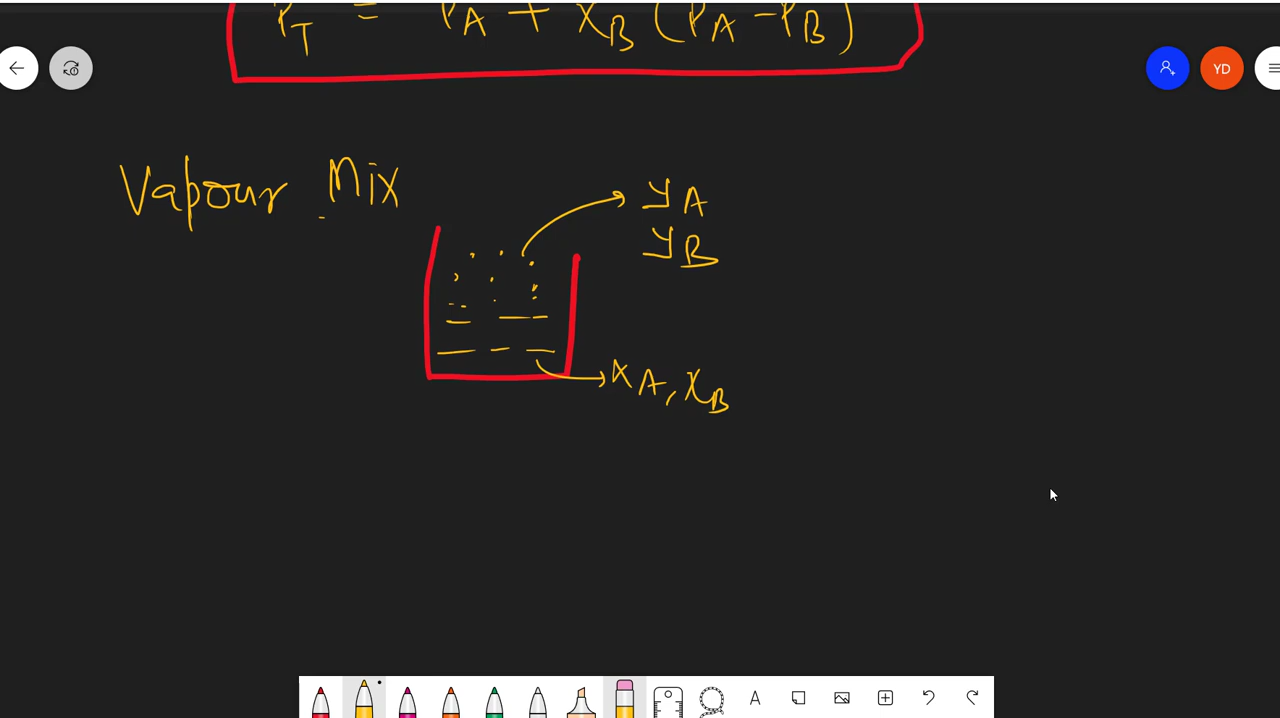 P_T = P_A + X_B (P_A - P_B)
YD
Vapour Mix
y_A
y_B
x_A, x_B
A